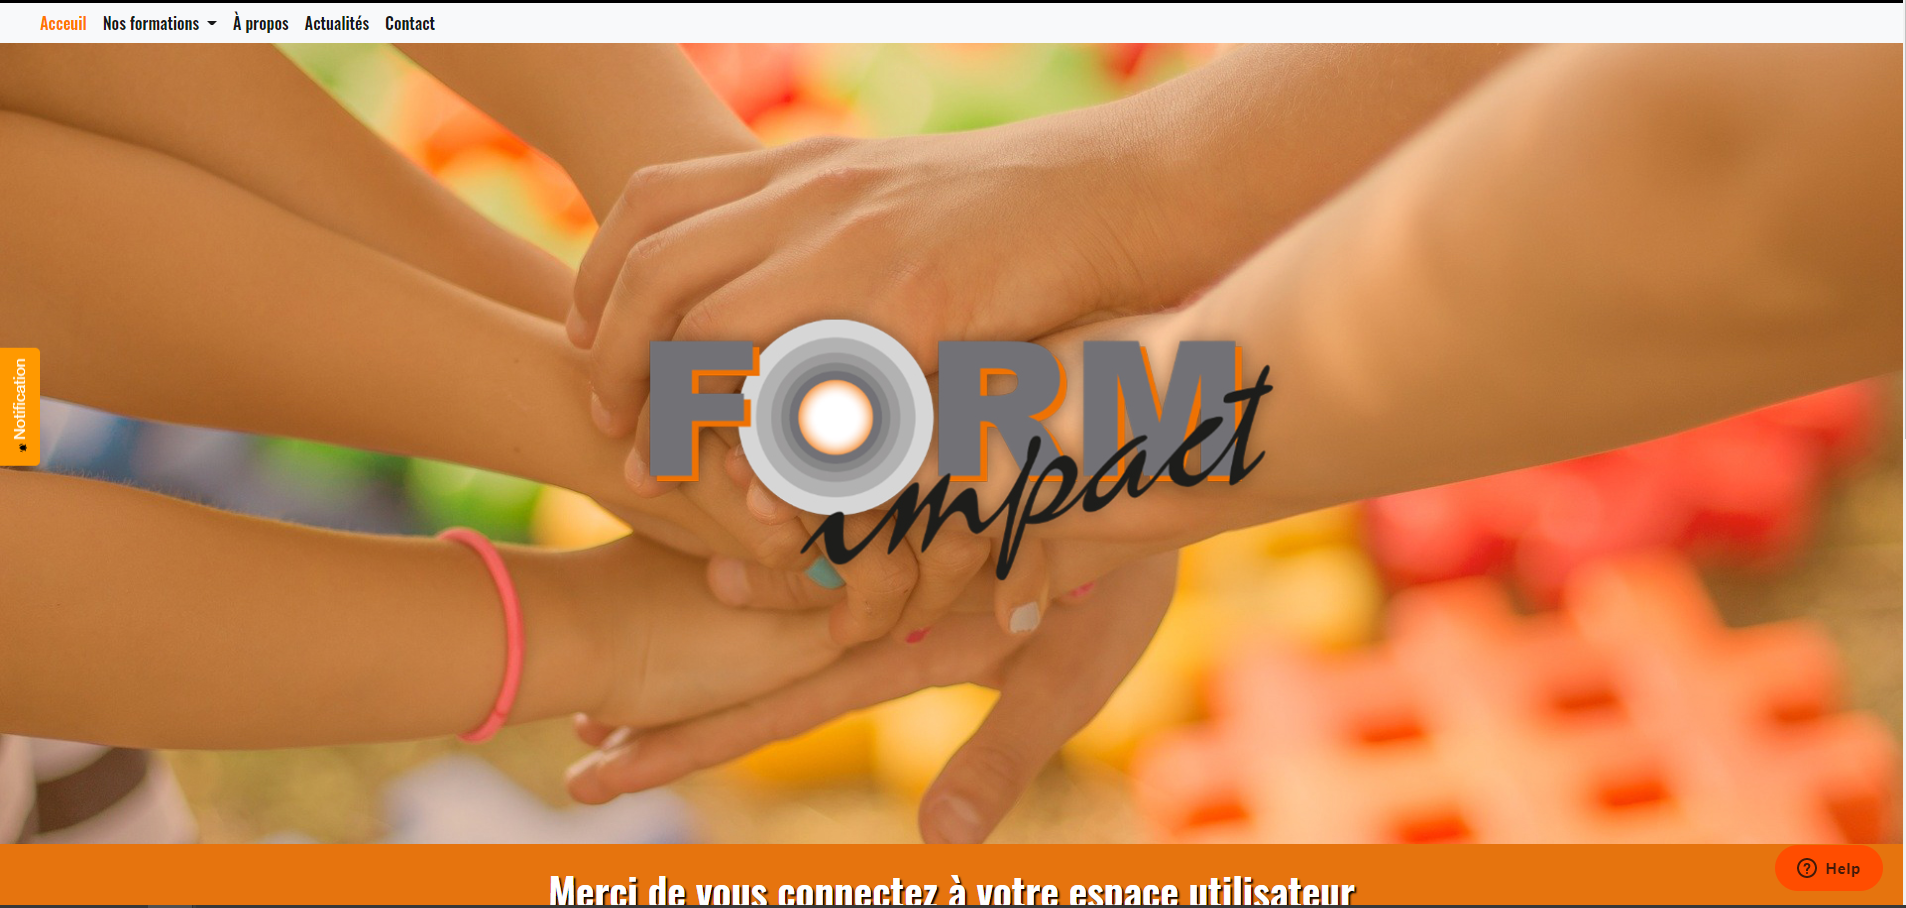 Acceuil Nos formations À propos Actualités Contact
Notification
FORM
impact
Merci de vous connectez à votre espace utilisateur
Help